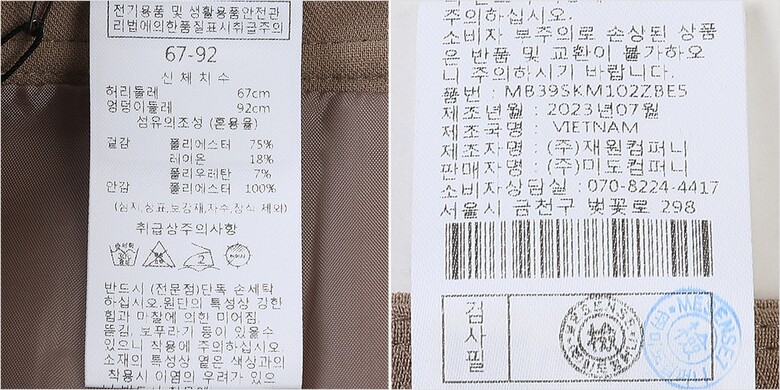 전기용품 및 생활용품안전관
리법에의한품질표시취급주의
67-92
신 체 치 수
허리둘레 67cm
엉덩이둘레 92cm
섬유의조성 (혼용율)
겉감 폴리에스터 75%
레이온 18%
폴리우레탄 7%
안감 폴리에스터 100%
(심지,상표,보강재,자수,장식 제외)
취급상주의사항
반드시 (전문점)단독 손세탁
하십시오.원단의 특성상 강한
힘과 마찰에 의한 미어짐,
뜯김, 보푸라기 등이 있을수
있으니 착용에 주의하십시오.
소재의 특성상 옅은 색상과의
착용시 이염의 우려가 있으
주의하십시오.
소비자 부주의로 손상된 상품
은 반품 및 교환이 불가하오
니 주의하시기 바랍니다.
품번 : MB39SKM102ZBE5
제조년월 : 2023년07월
제조국명 : VIETNAM
제조자명 : (주)재원컴퍼니
판매자명 : (주)미도컴퍼니
소비자상담실 : 070-8224-4417
서울시 금천구 벚꽃로 298
검사필
檢
MESENSEI